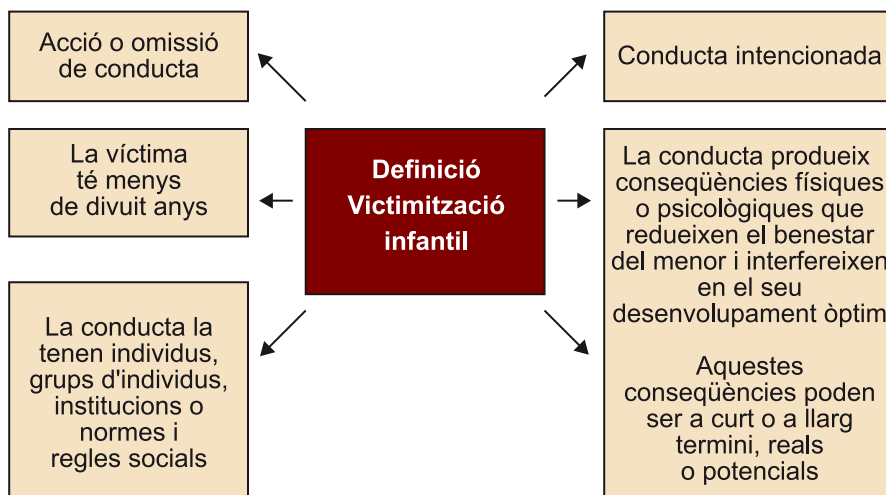 Acció o omissió
de conducta
La víctima
té menys
de divuit anys
La conducta la
tenen individus,
grups d'individus,
institucions o
normes i
regles socials
Definició
Victimització
infantil
Conducta intencionada
La conducta produeix
conseqüències físiques
o psicològiques que
redueixen el benestar
del menor i interfereixen
en el seu
desenvolupament òptim
Aquestes
conseqüències poden
ser a curt o a llarg
termini, reals
o potencials